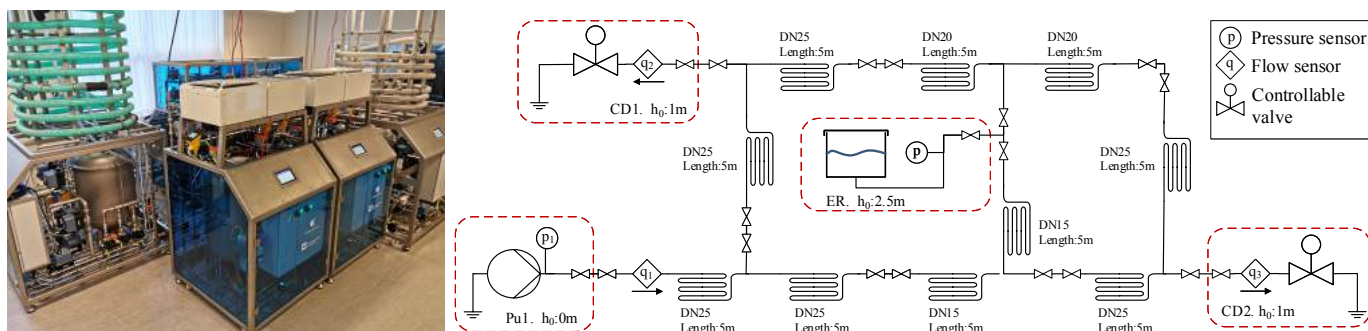 DN25
Length:5m
DN20
Length:5m
DN20
Length:5m
p
Pressure sensor
q
Flow sensor
Controllable
valve
q2
CD1. h0:1m
DN25
Length:5m
p
ER. h0:2.5m
DN25
Length:5m
DN15
Length:5m
p1
Pu1. h0:0m
q1
DN25
Length:5m
DN25
Length:5m
DN15
Length:5m
DN25
Length:5m
q3
CD2. h0:1m